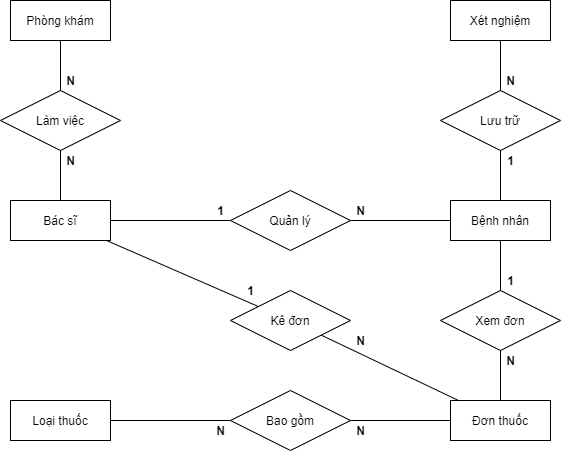 Phòng khám
Xét nghiệm
N
N
Làm việc
Lưu trữ
N
1
Bác sĩ
1
Quản lý
N
Bệnh nhân
1
1
Kê đơn
Xem đơn
N
N
Loại thuốc
N
Bao gồm
N
Đơn thuốc